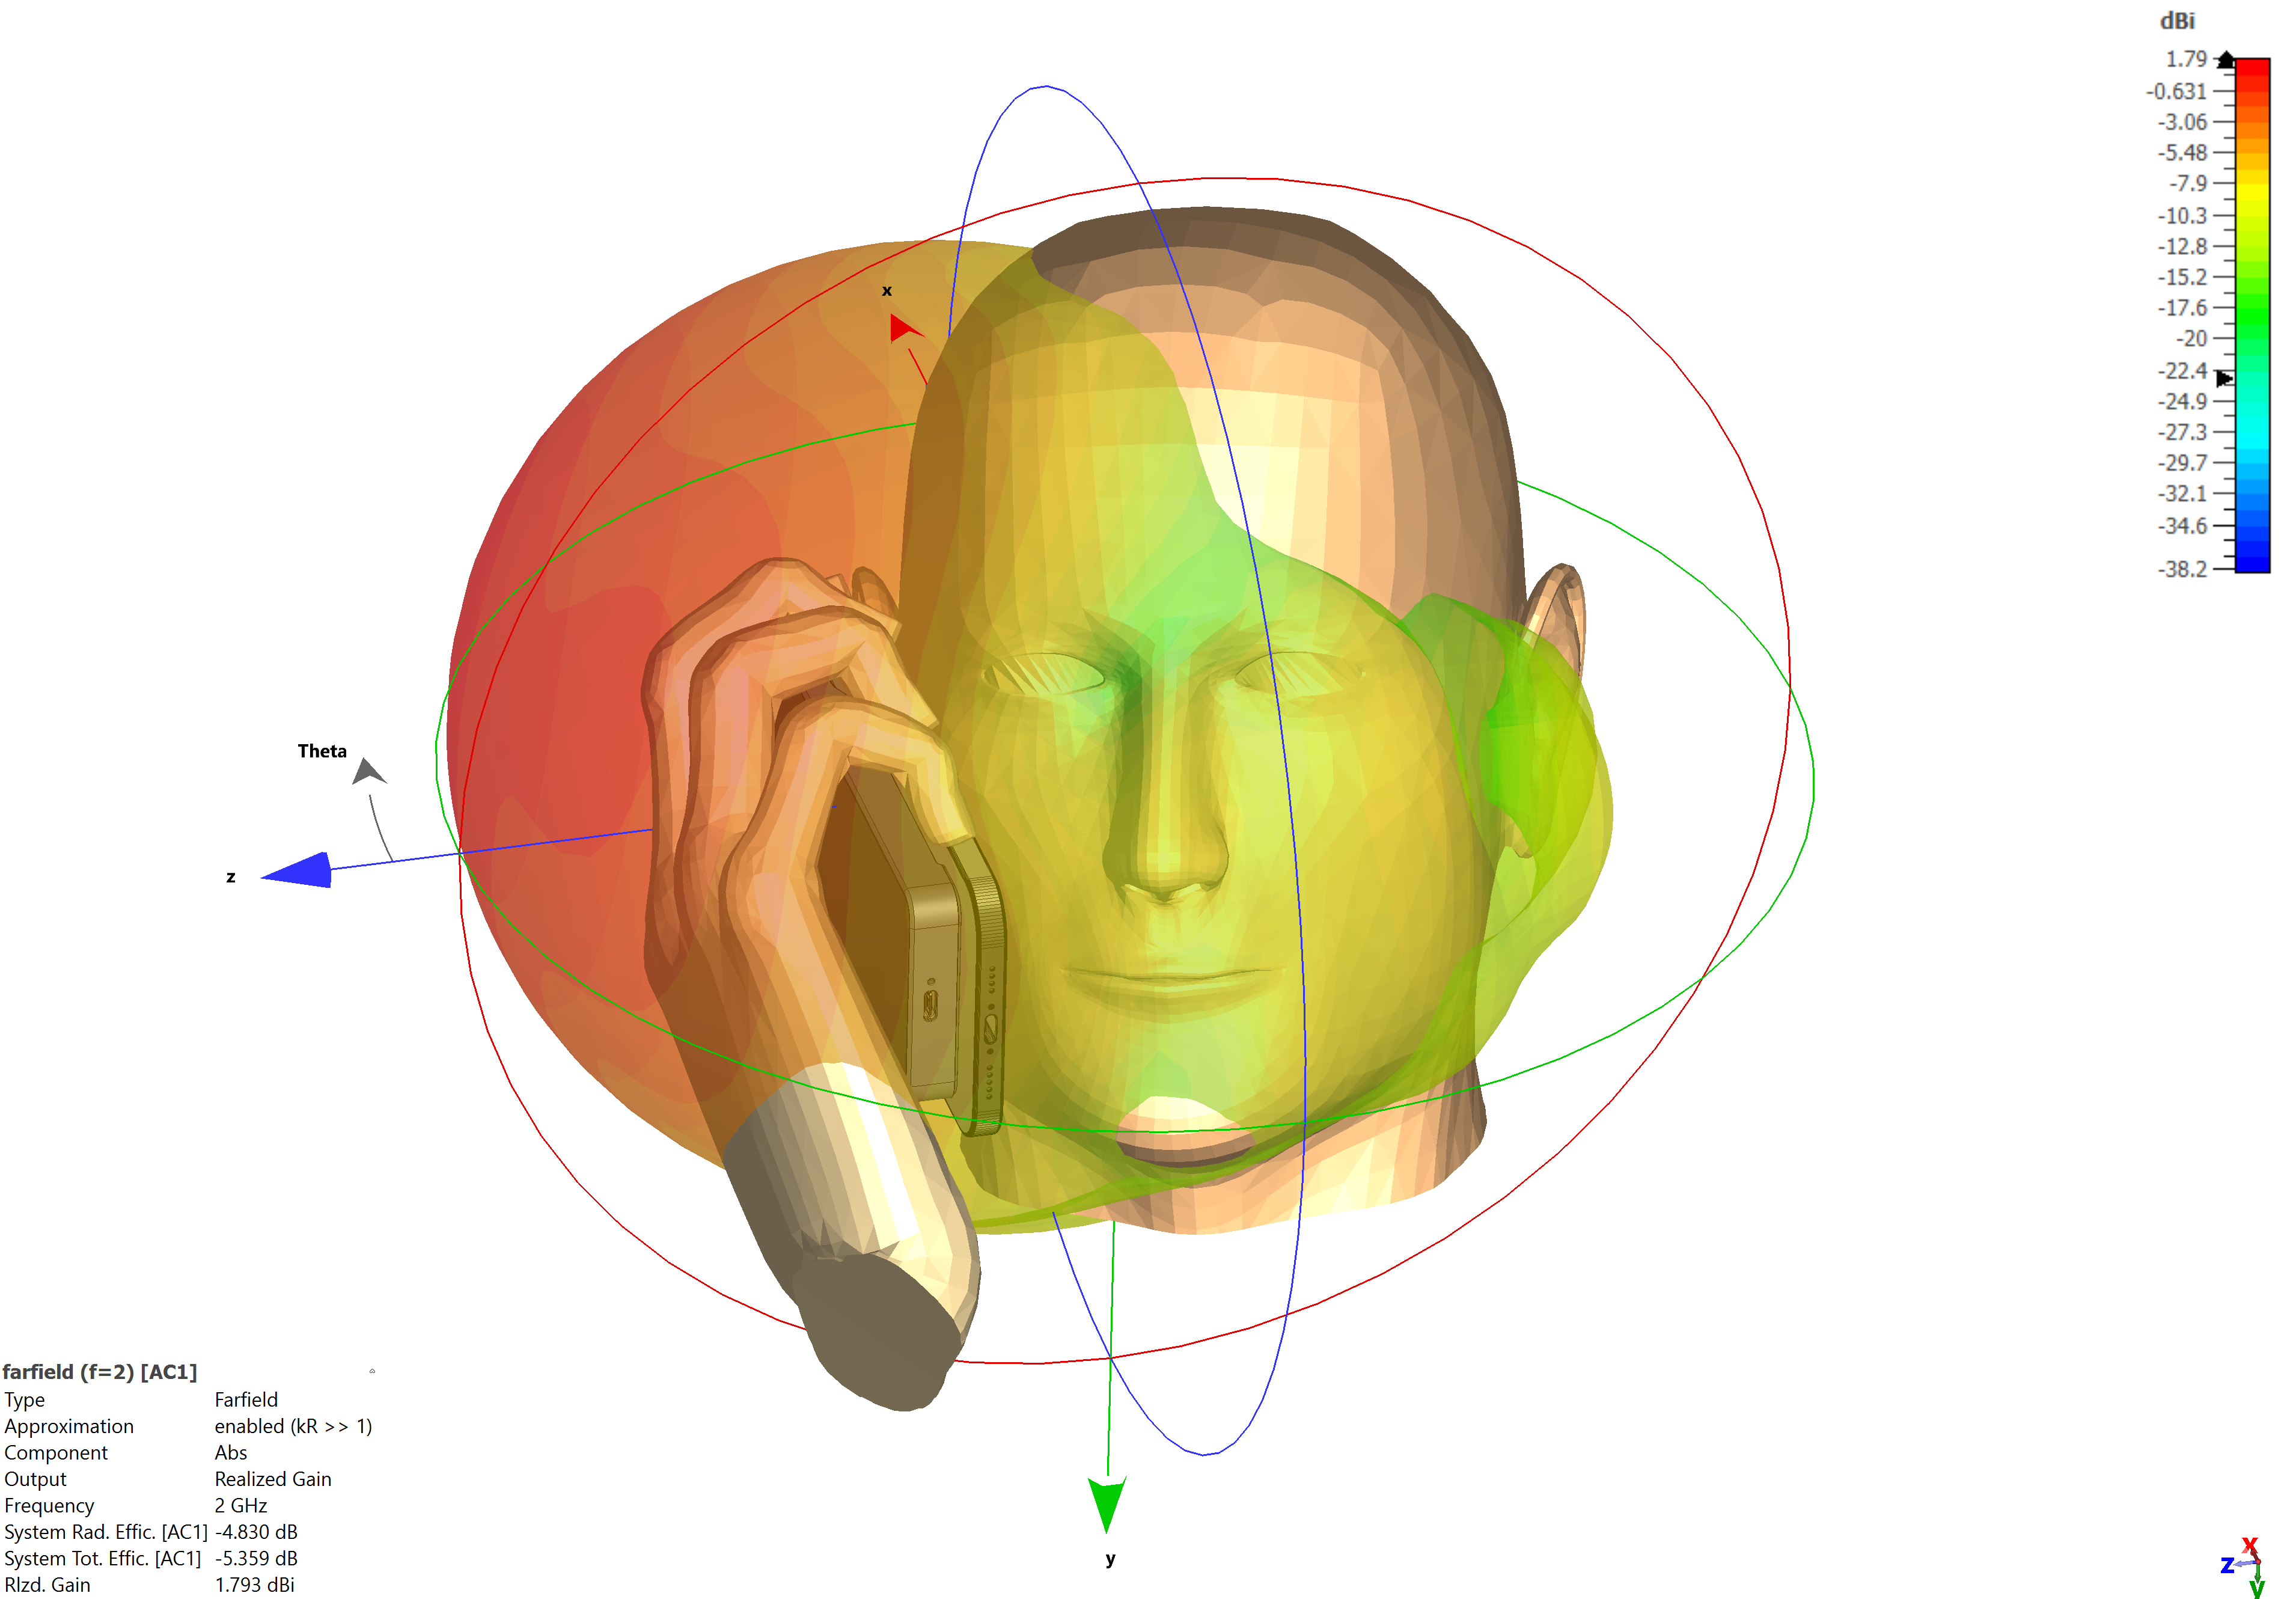 dBi
1.79
-0.631
-3.06
-5.48
-7.9
-10.3
-12.8
-15.2
-17.6
-20
-22.4
-24.9
-27.3
-29.7
-32.1
-34.6
-38.2
x
Theta
z
y
farfield (f=2) [AC1]
Type Farfield
Approximation enabled (kR >> 1)
Component Abs
Output Realized Gain
Frequency 2 GHz
System Rad. Effic. [AC1] -4.830 dB
System Tot. Effic. [AC1] -5.359 dB
Rlzd. Gain 1.793 dBi
x
z
y